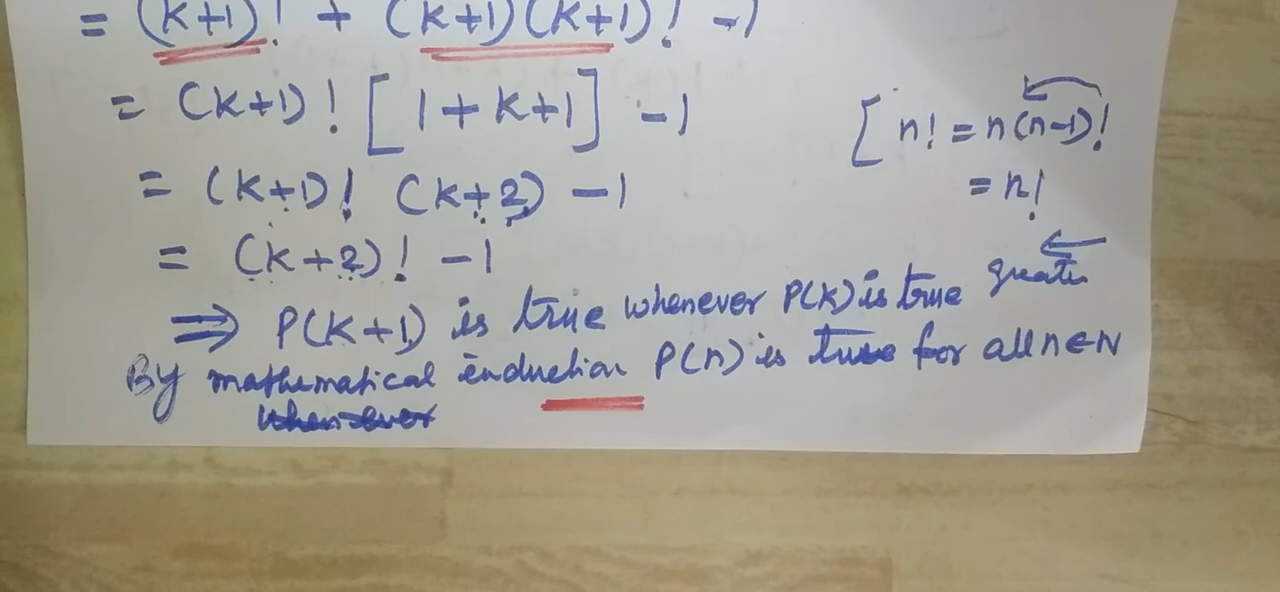 = (k+1)! + (k+1)(k+1)! -1
= (k+1)! [1+k+1] -1
[n! = n(n-1)!
= (k+1)! (k+2) -1
= n!
= (k+2)! -1
greater
⇒ P(k+1) is true whenever P(k) is true
By mathematical induction P(n) is true for all n∈N
whenever